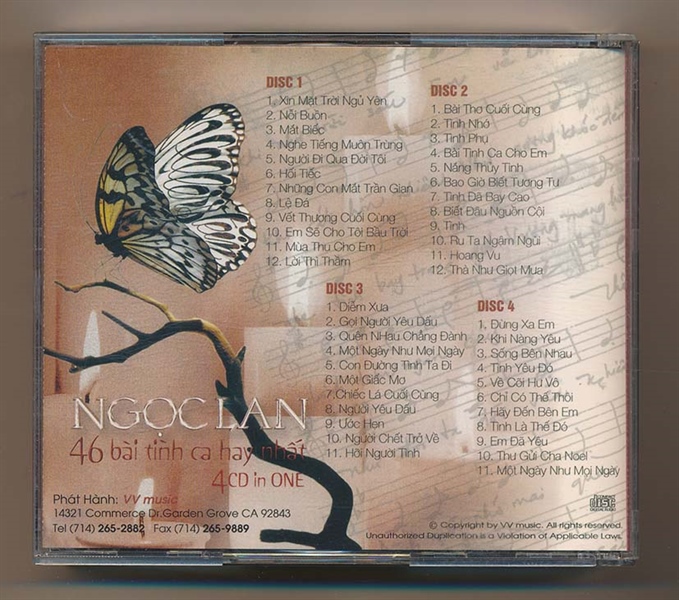 DISC 1
1. Xin Mặt Trời Ngủ Yên
2. Nỗi Buồn
3. Mắt Biếc
4. Nghe Tiếng Muôn Trùng
5. Người Đi Qua Đời Tôi
6. Hối Tiếc
7. Những Con Mắt Trần Gian
8. Lệ Đá
9. Vết Thương Cuối Cùng
10. Em Sẽ Cho Tôi Bầu Trời
11. Mùa Thu Cho Em
12. Lời Thì Thầm
DISC 2
1. Bài Thơ Cuối Cùng
2. Tình Nhớ
3. Tình Phụ
4. Bài Tình Ca Cho Em
5. Nắng Thủy Tinh
6. Bao Giờ Biết Tương Tư
7. Tình Đã Bay Cao
8. Biết Đâu Nguồn Cội
9. Tình
10. Ru Ta Ngậm Ngùi
11. Hoang Vu
12. Thà Như Giọt Mưa
DISC 3
1. Diễm Xưa
2. Gọi Người Yêu Dấu
3. Quên Nhau Chẳng Đành
4. Một Ngày Như Mọi Ngày
5. Con Đường Tình Ta Đi
6. Một Giấc Mơ
7.Chiếc Lá Cuối Cùng
8. Người Yêu Dấu
9. Ước Hẹn
10. Người Chết Trở Về
11. Hỡi Người Tình
DISC 4
1. Đừng Xa Em
2. Khi Nàng Yêu
3. Sống Bên Nhau
4. Tình Yêu Đó
5. Về Cõi Hư Vô
6. Chỉ Có Thế Thôi
7. Hãy Đến Bên Em
8. Tình Là Thế Đó
9. Em Đã Yêu
10. Thư Gửi Cha Noel
11. Một Ngày Như Mọi Ngày
NGỌC LAN
46 bài tình ca hay nhất
4CD in ONE
Phát Hành: VV music
14321 Commerce Dr.Garden Grove CA 92843
Tel (714) 265-2882 Fax (714) 265-9889
COMPACT
disc
DIGITAL AUDIO
© Copyright by VV music. All rights reserved.
Unauthorized Duplication is a Violation of Applicable Laws.